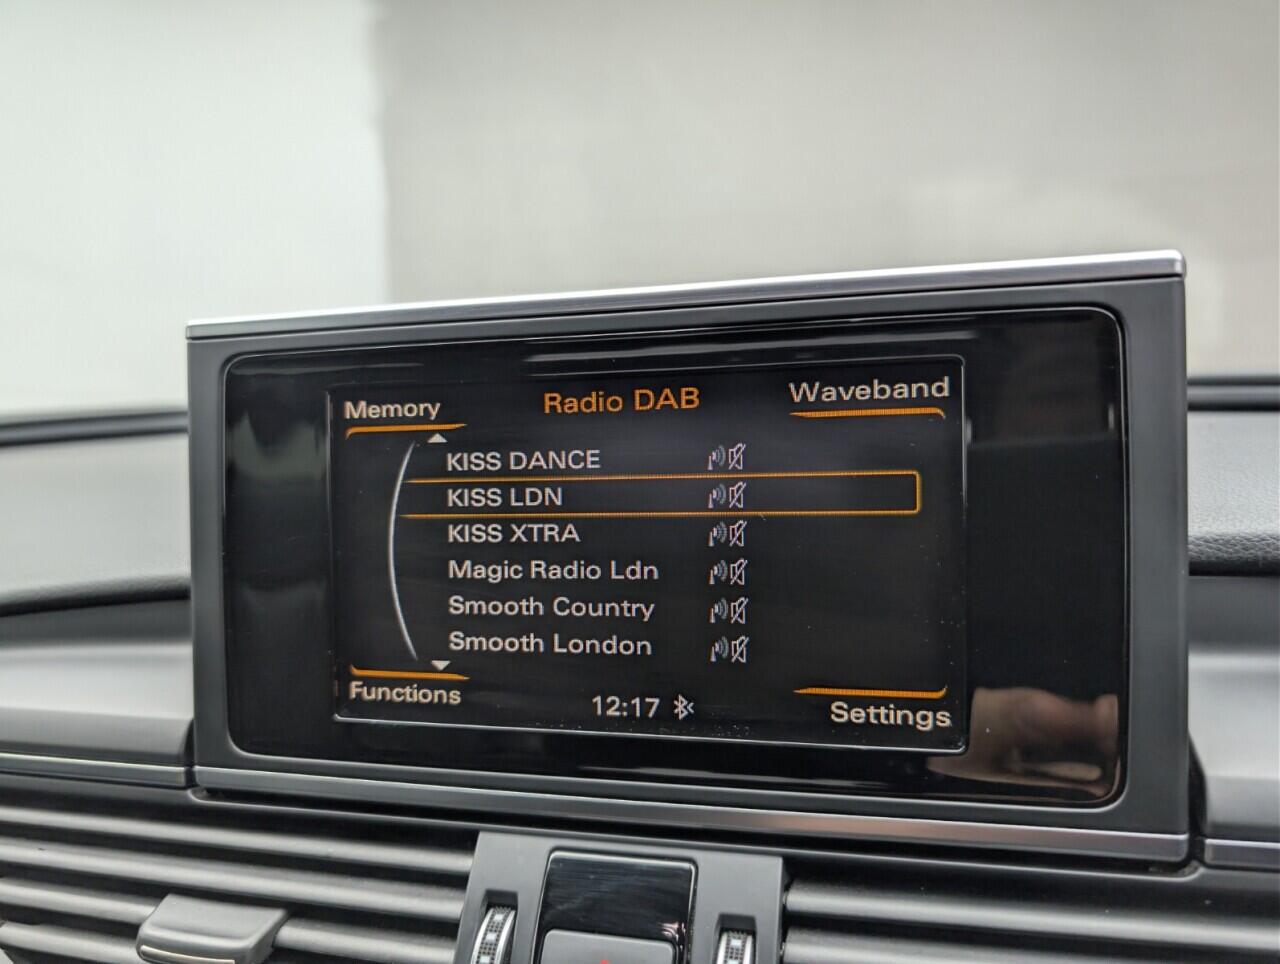 Memory
Radio DAB
Waveband
KISS DANCE
KISS LDN
KISS XTRA
Magic Radio Ldn
Smooth Country
Smooth London
Functions
12:17
Settings